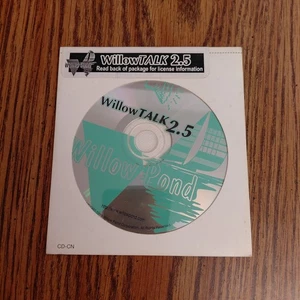 WillowTALK 2.5
Read back of package for license information
WillowTALK 2.5
Willow Pond
CD-CN